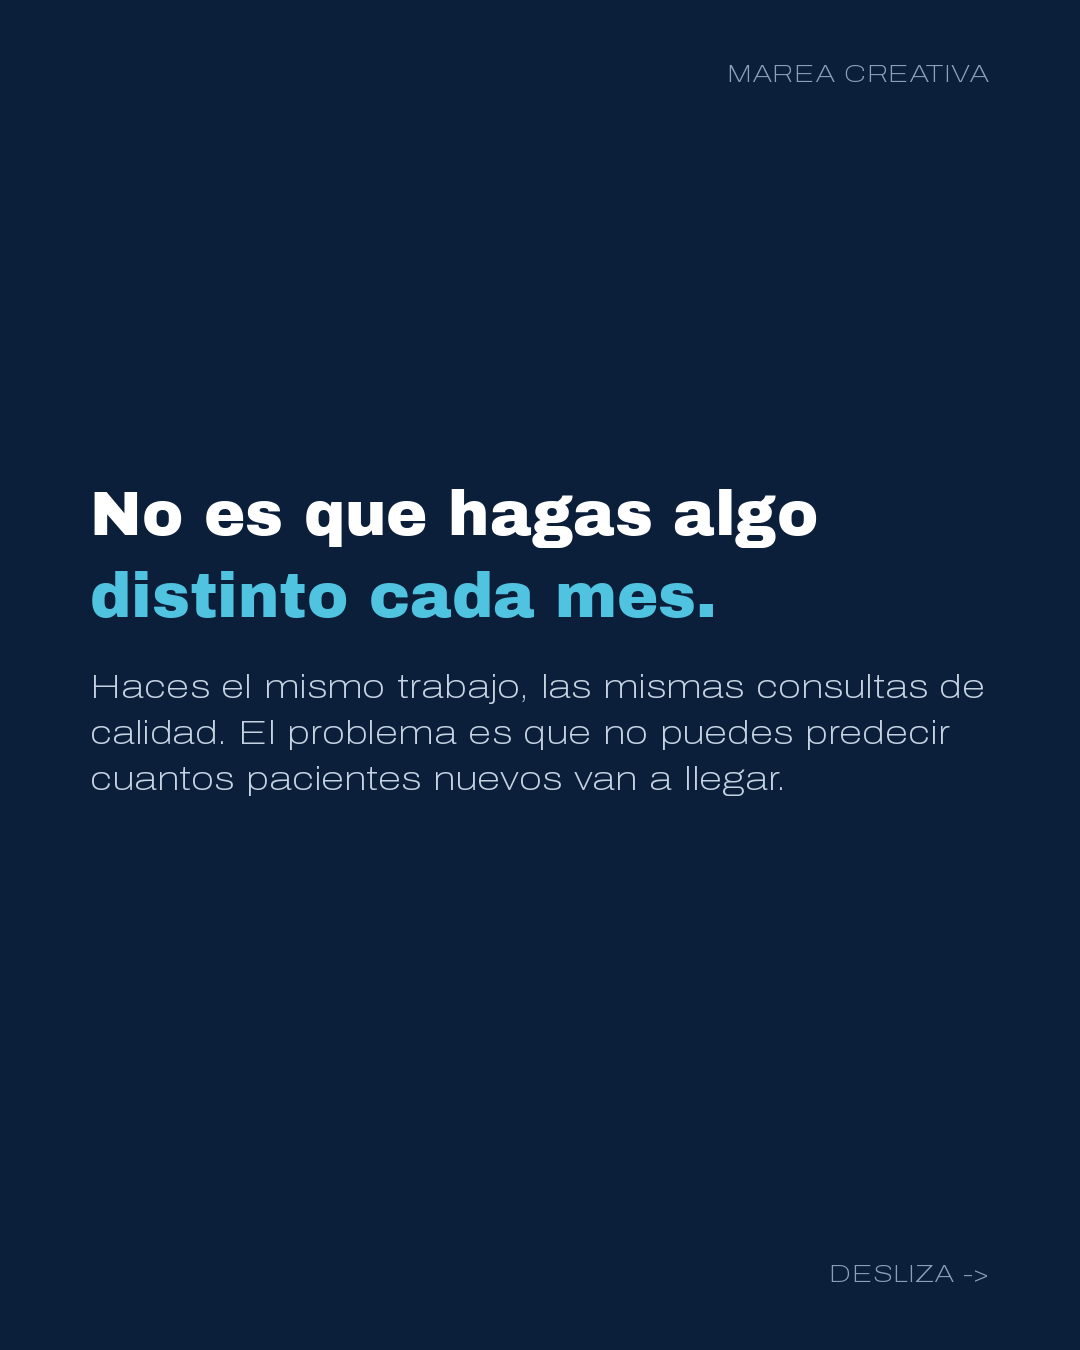 MAREA CREATIVA
No es que hagas algo
distinto cada mes.
Haces el mismo trabajo, las mismas consultas de
calidad. El problema es que no puedes predecir
cuantos pacientes nuevos van a llegar.
DESLIZA ->